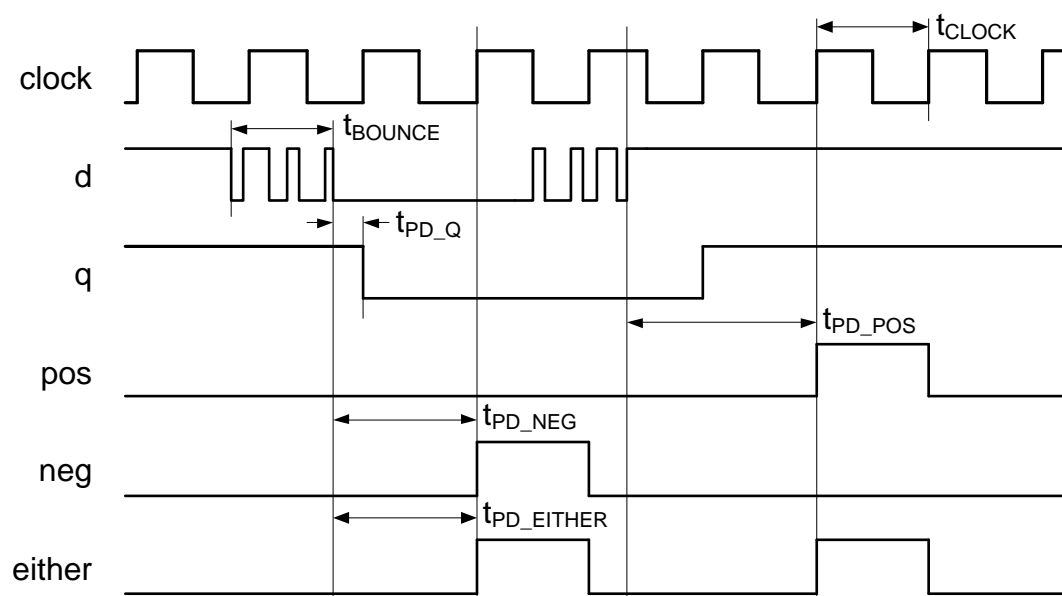 t_CLOCK
clock
t_BOUNCE
d
t_PD_Q
q
t_PD_POS
pos
t_PD_NEG
neg
t_PD_EITHER
either